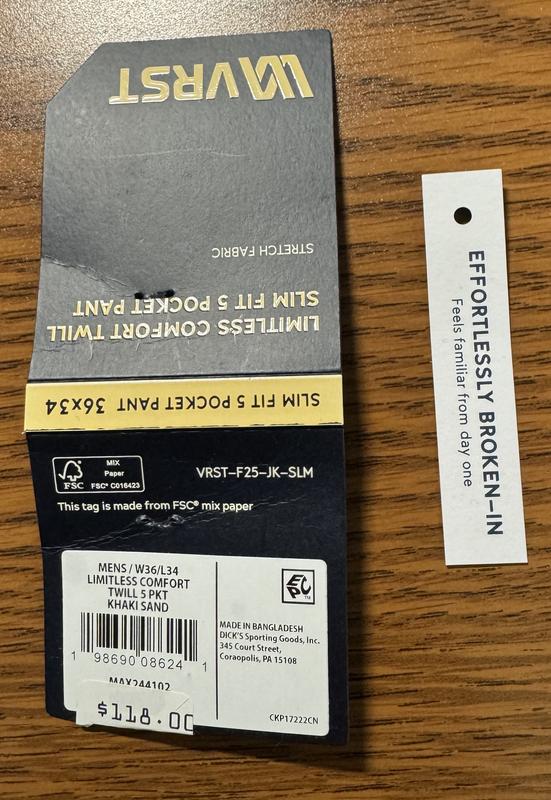 VRST
STRETCH FABRIC
LIMITLESS COMFORT TWILL
SLIM FIT 5 POCKET PANT
SLIM FIT 5 POCKET PANT 36x34
FSC
MIX
Paper
FSC® C016423
VRST-F25-JK-SLM
This tag is made from FSC® mix paper
MENS / W36/L34
LIMITLESS COMFORT
TWILL 5 PKT
KHAKI SAND
1 98690 08624 1
MAX244102
$118.00
EPC™
MADE IN BANGLADESH
DICK'S Sporting Goods, Inc.
345 Court Street,
Coraopolis, PA 15108
CKP17222CN
EFFORTLESSLY BROKEN-IN
Feels familiar from day one